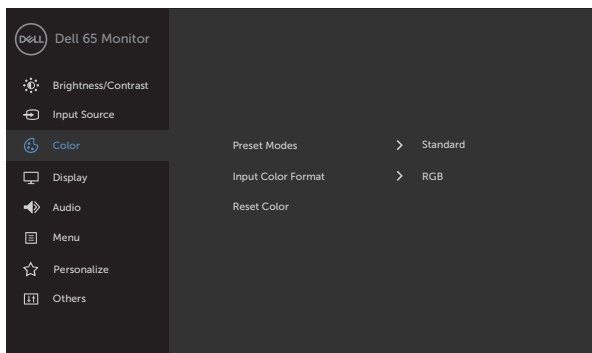 DELL Dell 65 Monitor
Brightness/Contrast
Input Source
Color
Preset Modes > Standard
Display
Input Color Format > RGB
Audio
Reset Color
Menu
Personalize
Others